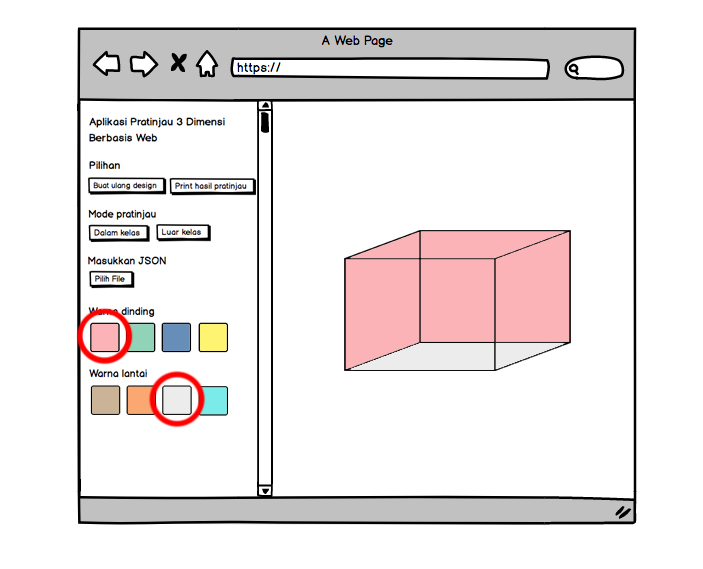 A Web Page
https://
Aplikasi Pratinjau 3 Dimensi
Berbasis Web
Pilihan
Buat ulang design
Print hasil pratinjau
Mode pratinjau
Dalam kelas
Luar kelas
Masukkan JSON
Pilih File
Warna dinding
Warna lantai